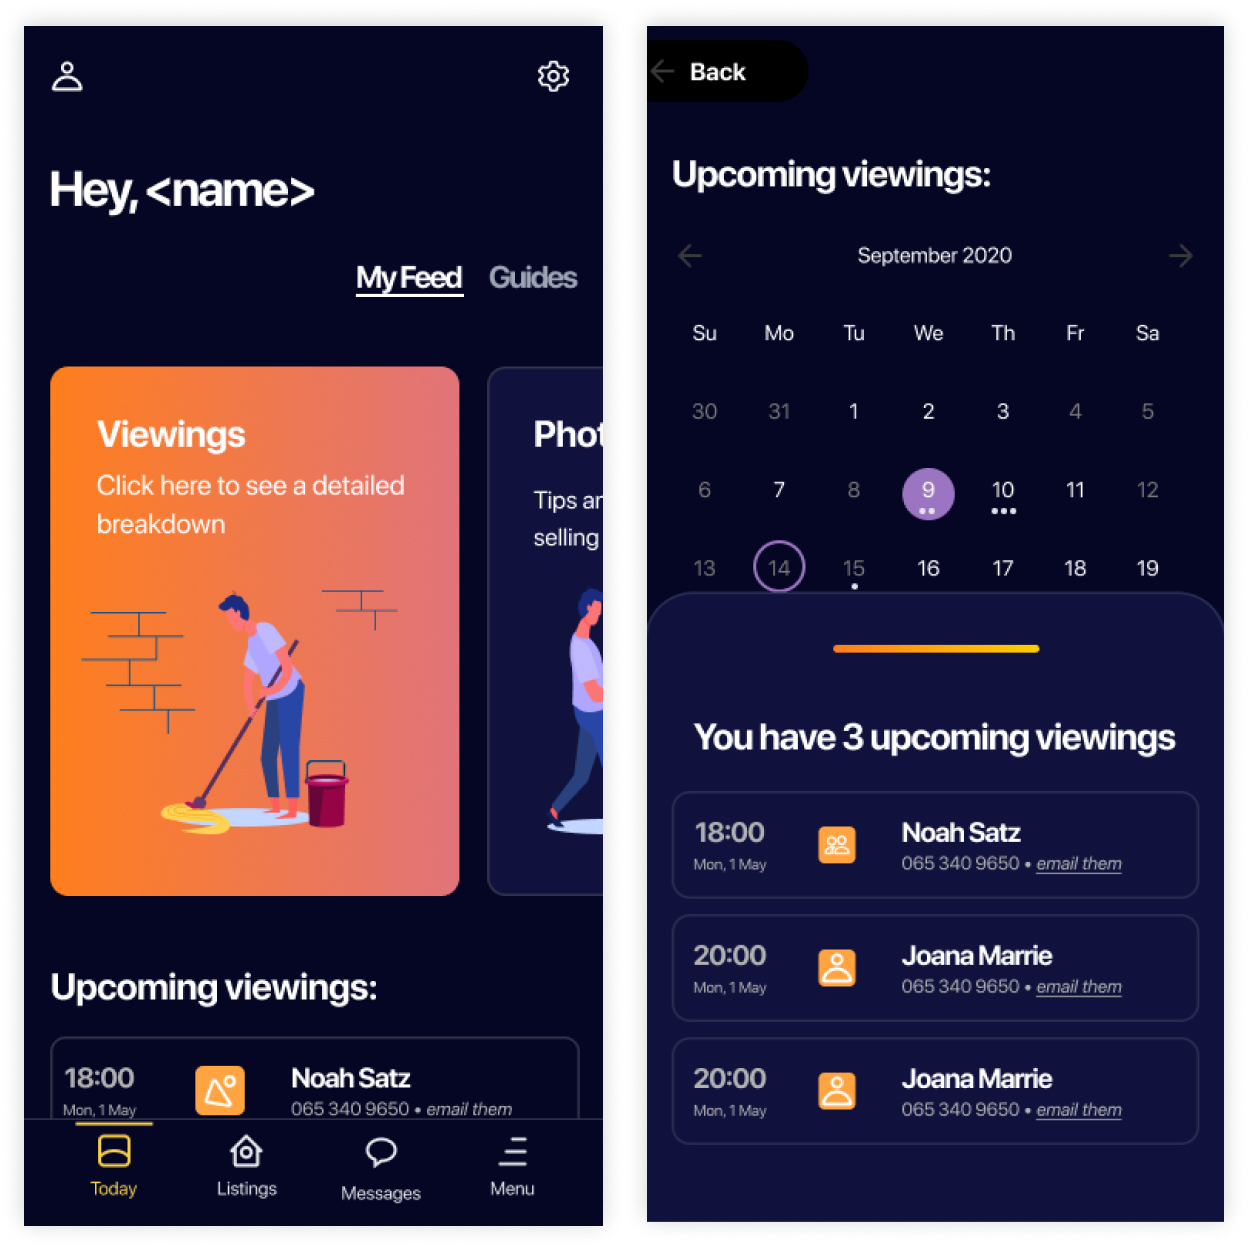 Hey, <name>
My Feed Guides
Viewings
Click here to see a detailed
breakdown
Tips
selling
Upcoming viewings:
18:00 Noah Satz
Mon, 1 May 065 340 9650 • email them
Today Listings Messages Menu
Back
Upcoming viewings:
September 2020
Su Mo Tu We Th Fr Sa
30 31 1 2 3 4 5
6 7 8 9 10 11 12
13 14 15 16 17 18 19
You have 3 upcoming viewings
18:00 Noah Satz
Mon, 1 May 065 340 9650 • email them
20:00 Joana Marrie
Mon, 1 May 065 340 9650 • email them
20:00 Joana Marrie
Mon, 1 May 065 340 9650 • email them